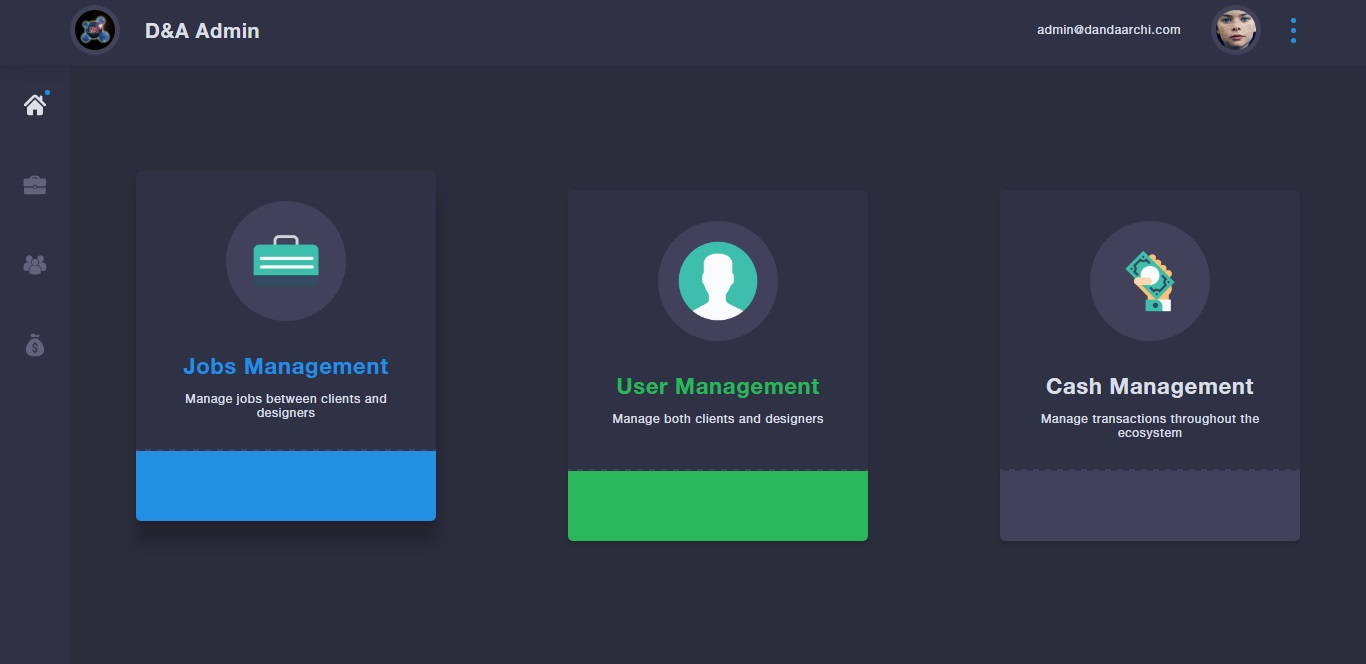 D&A Admin
admin@dandaarchi.com
Jobs Management
Manage jobs between clients and
designers
User Management
Manage both clients and designers
Cash Management
Manage transactions throughout the
ecosystem
$